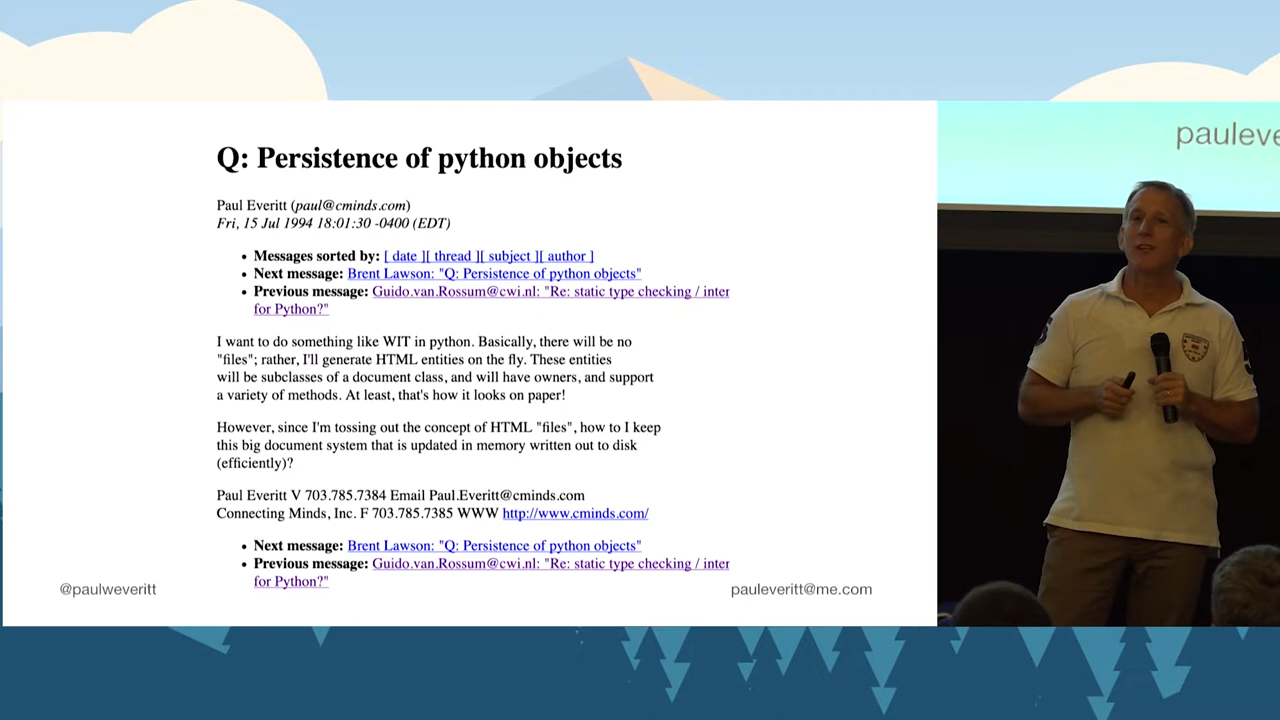 Q: Persistence of python objects
Paul Everitt (paul@cminds.com)
Fri, 15 Jul 1994 18:01:30 -0400 (EDT)
• Messages sorted by: [ date ][ thread ][ subject ][ author ]
• Next message: Brent Lawson: "Q: Persistence of python objects"
• Previous message: Guido.van.Rossum@cwi.nl: "Re: static type checking / inter
for Python?"
I want to do something like WIT in python. Basically, there will be no
"files"; rather, I'll generate HTML entities on the fly. These entities
will be subclasses of a document class, and will have owners, and support
a variety of methods. At least, that's how it looks on paper!
However, since I'm tossing out the concept of HTML "files", how to I keep
this big document system that is updated in memory written out to disk
(efficiently)?
Paul Everitt V 703.785.7384 Email Paul.Everitt@cminds.com
Connecting Minds, Inc. F 703.785.7385 WWW http://www.cminds.com/
• Next message: Brent Lawson: "Q: Persistence of python objects"
• Previous message: Guido.van.Rossum@cwi.nl: "Re: static type checking / inter
for Python?"
@paulweveritt
pauleveritt@me.com
pauleve